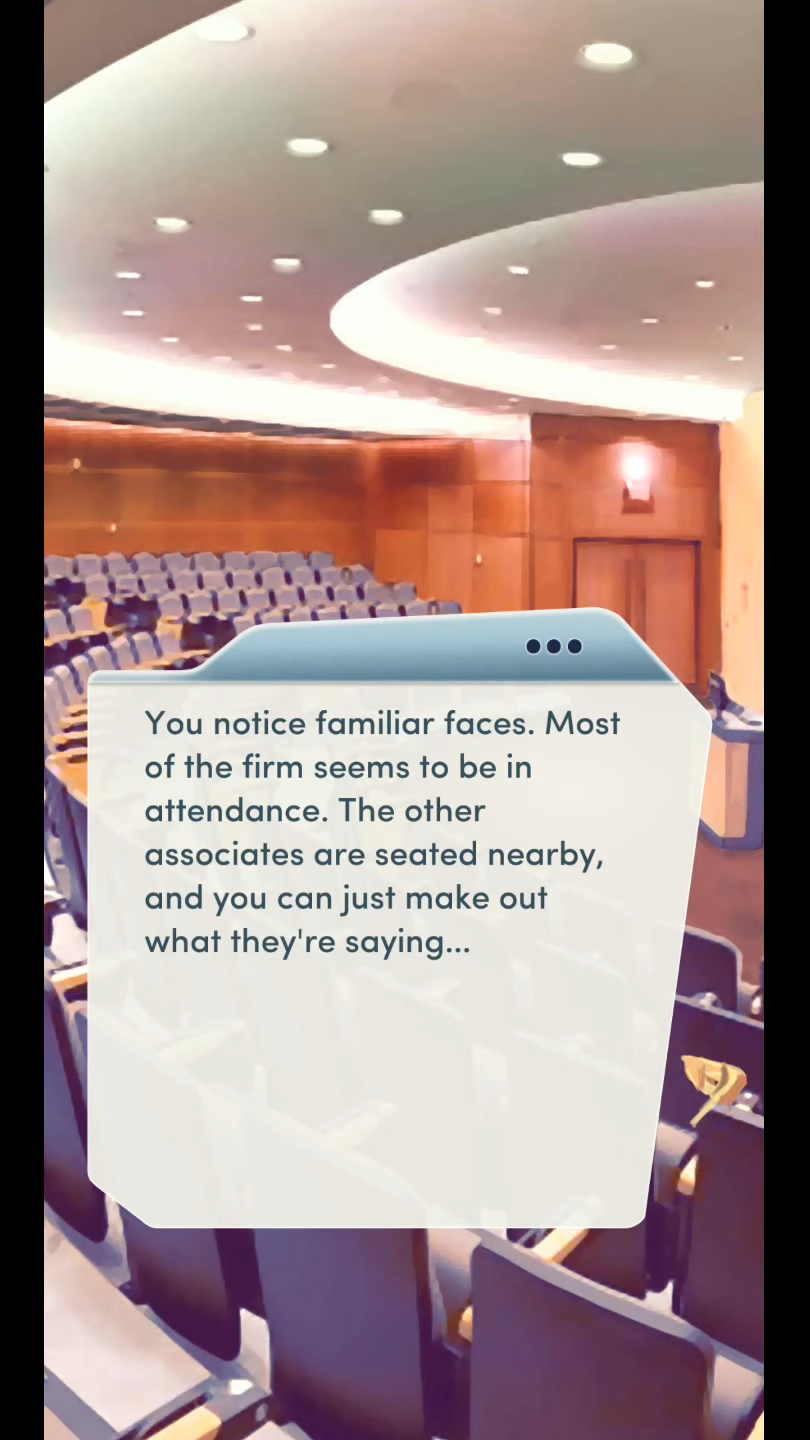 You notice familiar faces. Most
of the firm seems to be in
attendance. The other
associates are seated nearby,
and you can just make out
what they're saying...